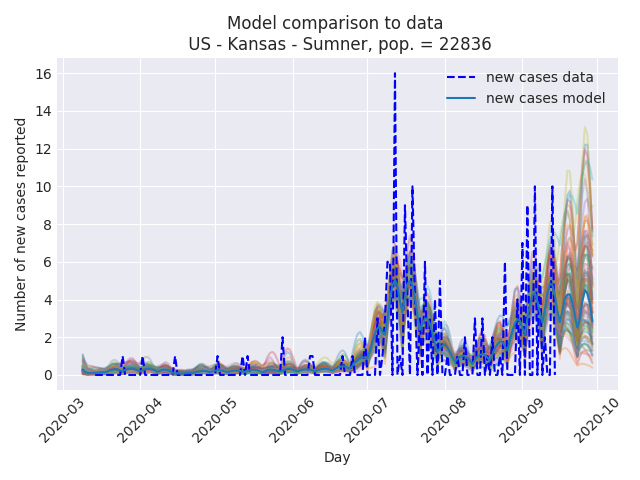 Model comparison to data
US - Kansas - Sumner, pop. = 22836
new cases data
new cases model
Number of new cases reported
16
14
12
10
8
6
4
2
0
2020-03
2020-04
2020-05
2020-06
2020-07
2020-08
2020-09
2020-10
Day